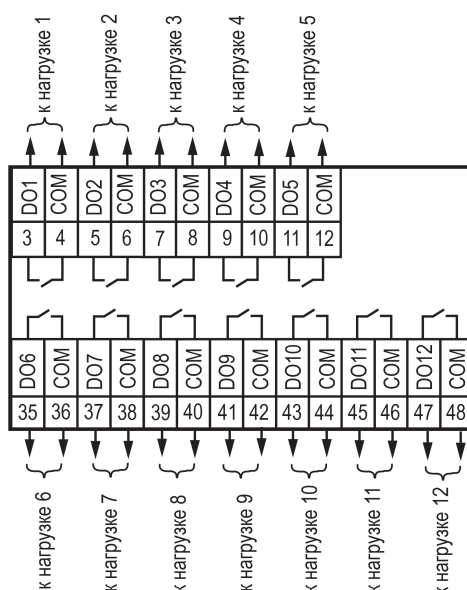 к нагрузке 1
к нагрузке 2
к нагрузке 3
к нагрузке 4
к нагрузке 5
DO1 COM DO2 COM DO3 COM DO4 COM DO5 COM
3 4 5 6 7 8 9 10 11 12
DO6 COM DO7 COM DO8 COM DO9 COM DO10 COM DO11 COM DO12 COM
35 36 37 38 39 40 41 42 43 44 45 46 47 48
к нагрузке 6
к нагрузке 7
к нагрузке 8
к нагрузке 9
к нагрузке 10
к нагрузке 11
к нагрузке 12